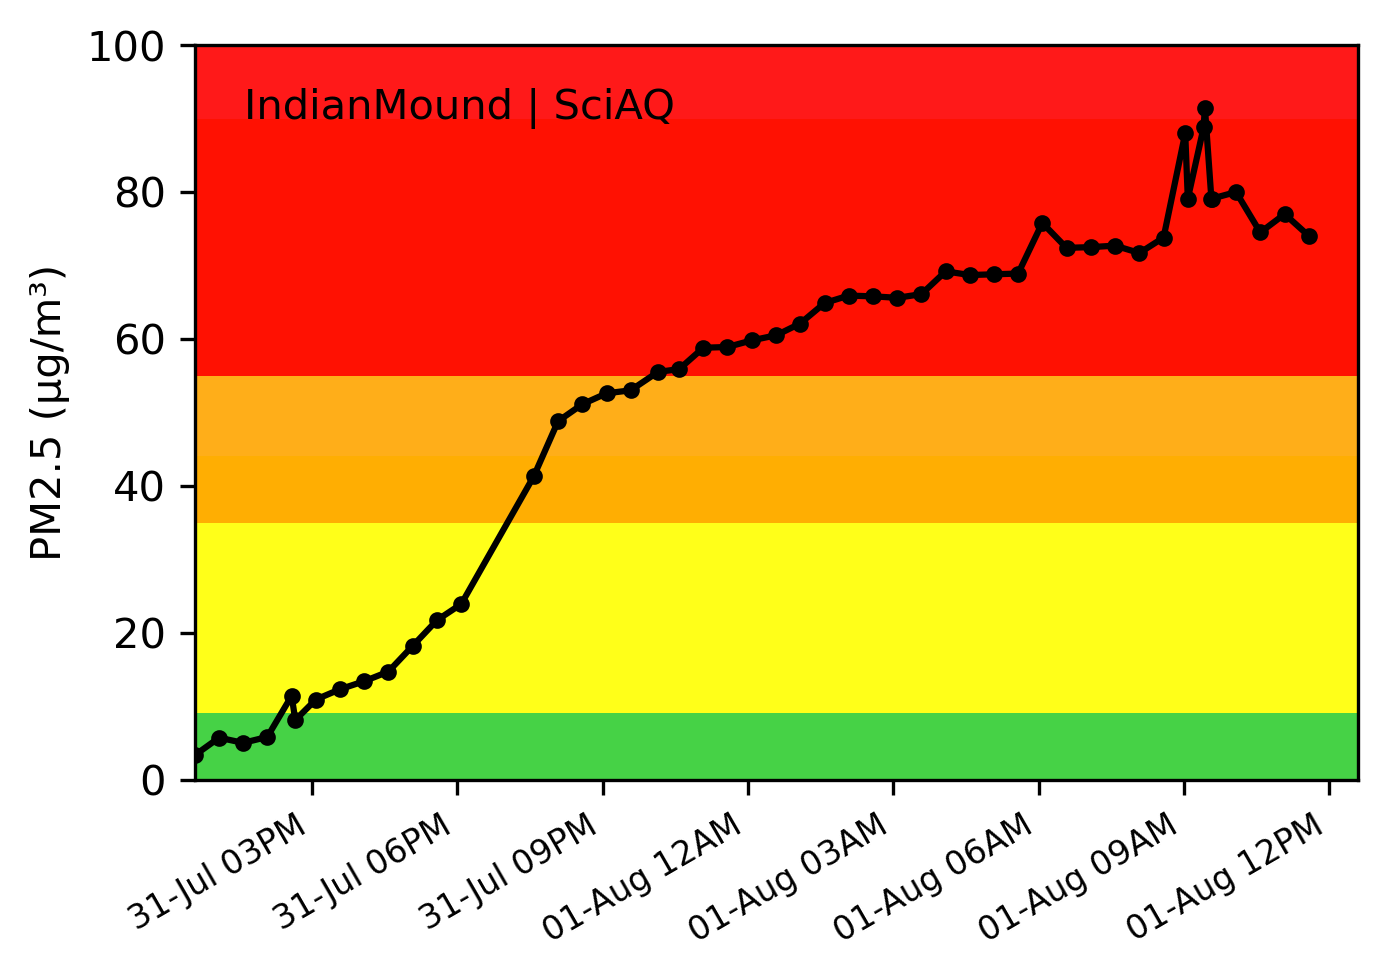 IndianMound | SciAQ
PM2.5 (µg/m³)
100
80
60
40
20
0
31-Jul 03PM
31-Jul 06PM
31-Jul 09PM
01-Aug 12AM
01-Aug 03AM
01-Aug 06AM
01-Aug 09AM
01-Aug 12PM